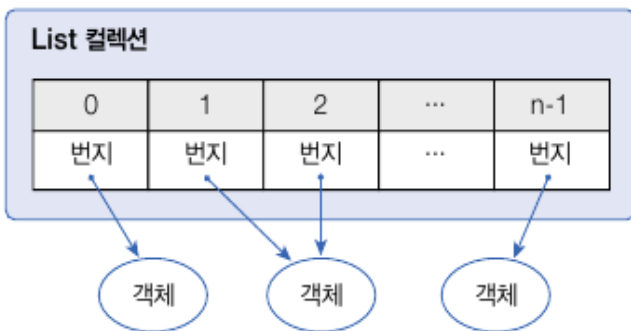 List 컬렉션
0 1 2 ... n-1
번지 번지 번지 ... 번지
객체 객체 객체